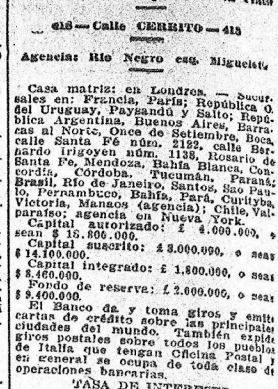 418 - Calle CERRITO - 418
Agencia: Río Negro esq. Miguelete
Casa matriz: en Londres. — Sucur-
sales en: Francia, París; República O.
del Uruguay, Paysandú y Salto; Re-
pública Argentina, Buenos Aires, Barra-
cas al Norte, Once de Setiembre, Boca,
calle Santa Fé núm. 2122, calle Ber-
nardo Irigoyen núm. 1138, Rosario de
Santa Fe, Mendoza, Bahía Blanca, Con-
cordia, Córdoba, Tucumán, Paraná;
Brasil, Río de Janeiro, Santos, Sao Pau-
lo, Pernambuco, Bahía, Pará, Curityba,
Victoria, Manaos (agencia); Chile, Val-
paraíso; agencia en Nueva York.
Capital autorizado: £ 4.000,000, o
sean $ 18.800.000.
Capital suscrito: £ 3.000,000, o sean
$ 14.100.000.
Capital integrado: £ 1,800,000, o sean
$ 8.460.000.
Fondo de reserva: £ 2.000,000, o sean
$ 9.400.000.
El Banco da y toma giros y emite
cartas de crédito sobre las principales
ciudades del mundo. También expide
giros postales sobre todos los pueblos
de Italia que tengan Oficina Postal y
en general se ocupa de toda clase de
operaciones bancarias.
TASA DE INTERESES